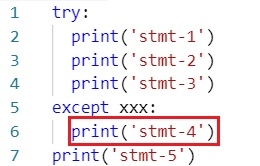 1 try:
2     print('stmt-1')
3     print('stmt-2')
4     print('stmt-3')
5 except xxx:
6     print('stmt-4')
7 print('stmt-5')